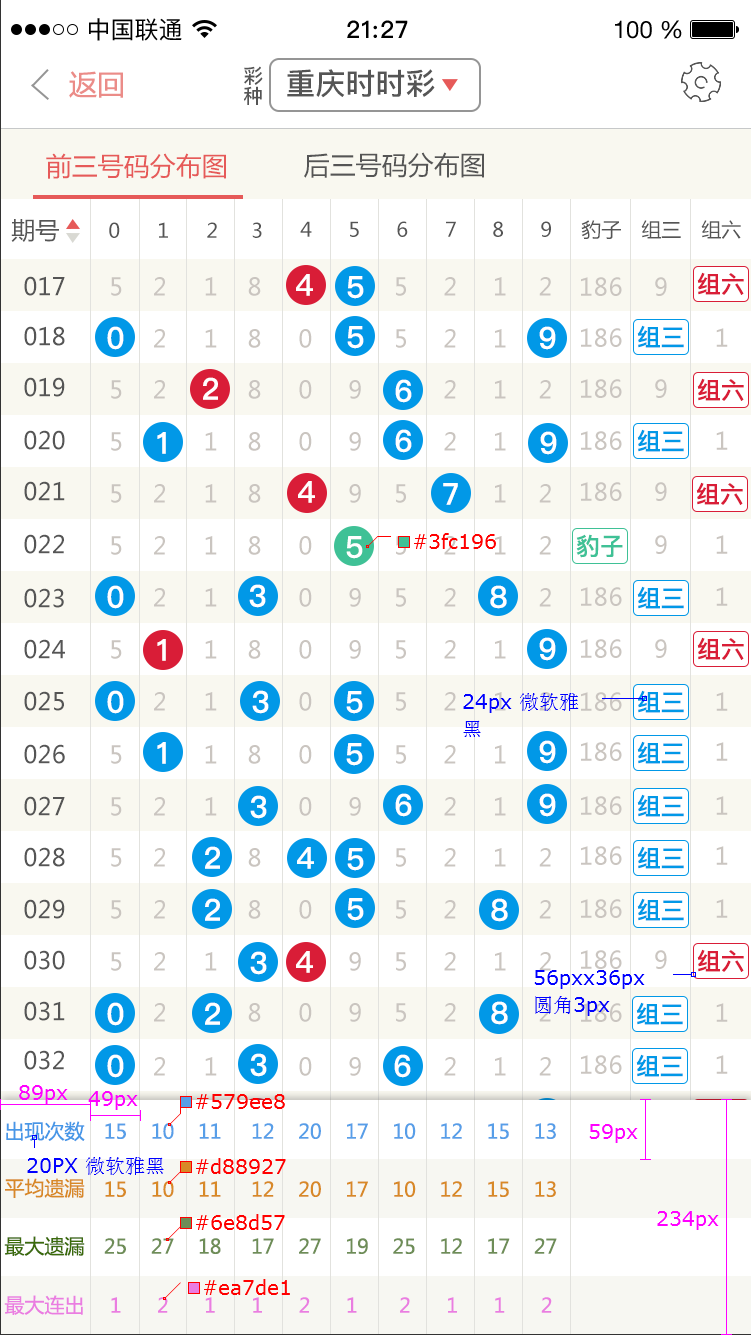 中国联通 21:27 100 %
返回 彩种 重庆时时彩
前三号码分布图 后三号码分布图
期号 0 1 2 3 4 5 6 7 8 9 豹子 组三 组六
017 5 2 1 8 4 5 5 2 1 2 186 9 组六
018 0 2 1 8 0 5 5 2 1 9 186 组三 1
019 5 2 2 8 0 9 6 2 1 2 186 9 组六
020 5 1 1 8 0 9 6 2 1 9 186 组三 1
021 5 2 1 8 4 9 5 7 1 2 186 9 组六
022 5 2 1 8 0 5 5 2 1 2 豹子 9 1
#3fc196
023 0 2 1 3 0 9 5 2 8 2 186 组三 1
024 5 1 1 8 0 9 5 2 1 9 186 9 组六
025 0 2 1 3 0 5 5 2 1 2 186 组三 1
24px 微软雅
黑
026 5 1 1 8 0 5 5 2 1 9 186 组三 1
027 5 2 1 3 0 9 6 2 1 9 186 组三 1
028 5 2 2 8 4 5 5 2 1 2 186 组三 1
029 5 2 2 8 0 5 5 2 8 2 186 组三 1
030 5 2 1 3 4 9 5 2 1 2 186 9 组六
56pxx36px
圆角3px
031 0 2 2 8 0 9 5 2 8 2 186 组三 1
032 0 2 1 3 0 9 6 2 1 2 186 组三 1
89px 49px #579ee8
出现次数 15 10 11 12 20 17 10 12 15 13 59px
20PX 微软雅黑 #d88927
平均遗漏 15 10 11 12 20 17 10 12 15 13
#6e8d57 234px
最大遗漏 25 27 18 17 27 19 25 12 17 27
#ea7de1
最大连出 1 2 1 1 2 1 2 1 1 2